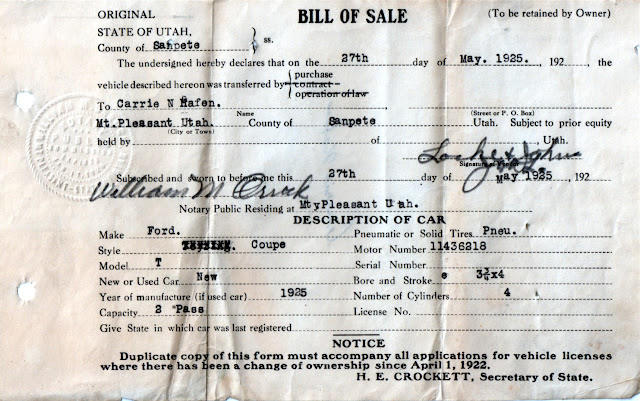 ORIGINAL BILL OF SALE (To be retained by Owner)
STATE OF UTAH,
County of Sanpete ss.
The undersigned hereby declares that on the 27th day of May. 1925. , 192 , the
vehicle described hereon was transferred by purchase
contract
operation of law
To Carrie N Rafen.
Name (Street or P. O. Box)
Mt.Pleasant Utah. County of Sanpete Utah. Subject to prior equity
(City or Town)
held by of , Utah.
Signature of Vendor
Subscribed and sworn to before me this 27th day of May 1925 , 192
William M.
Notary Public Residing at MtyPleasant Utah.
DESCRIPTION OF CAR
Make Ford. Pneumatic or Solid Tires Pneu.
Style Coupe Motor Number 11436218
Model T Serial Number
New or Used Car New Bore and Stroke e 3¾x4
Year of manufacture (if used car) 1925 Number of Cylinders 4
Capacity 2 Pass License No.
Give State in which car was last registered
NOTICE
Duplicate copy of this form must accompany all applications for vehicle licenses
where there has been a change of ownership since April 1, 1922.
H. E. CROCKETT, Secretary of State.